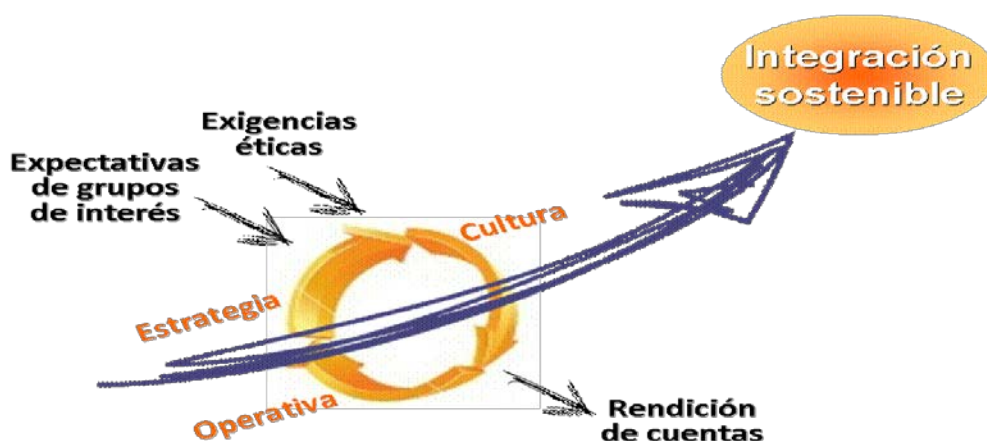 Integración
sostenible
Exigencias
éticas
Expectativas
de grupos
de interés
Cultura
Estrategia
Operativa
Rendición
de cuentas